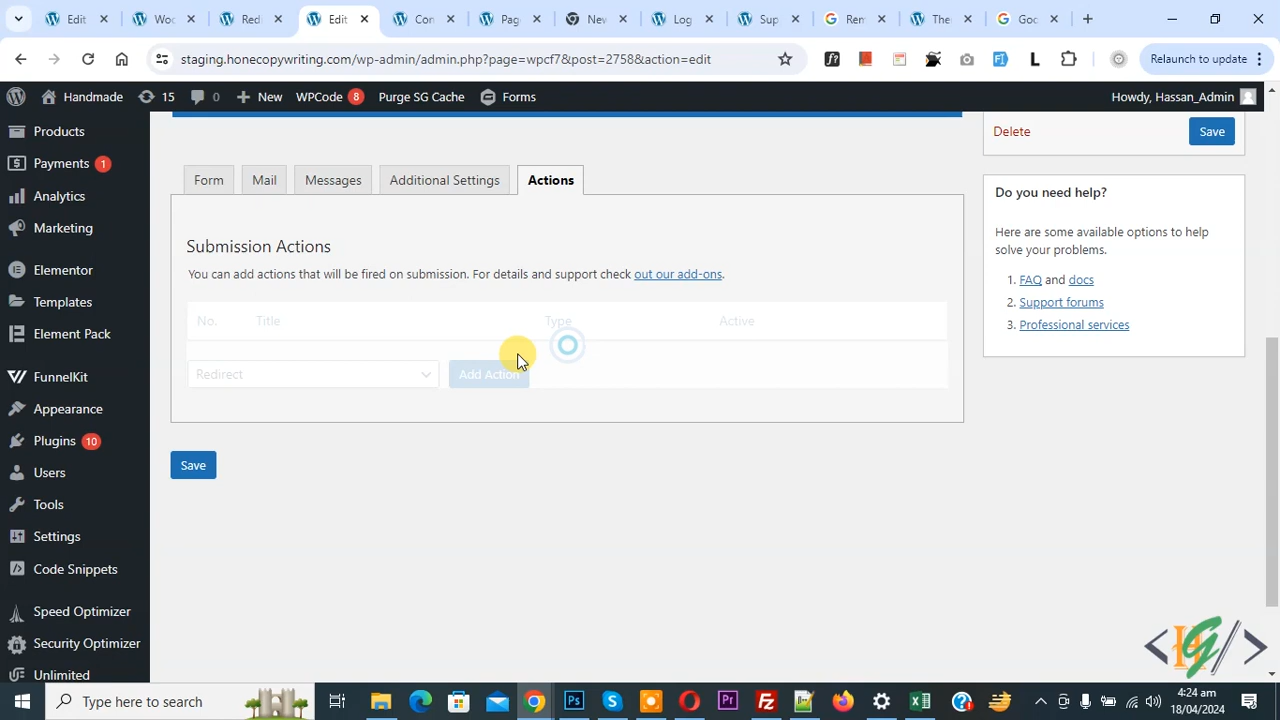 Edit
Woc
Redi
Edit
Con
Pag
Nev
Log
Sup
Ren
The
Goc
staging.honecopywriting.com/wp-admin/admin.php?page=wpcf7&post=2758&action=edit
Relaunch to update
Handmade
15
0
New
WPCode 8
Purge SG Cache
Forms
Howdy, Hassan_Admin
Products
Payments 1
Analytics
Marketing
Elementor
Templates
Element Pack
FunnelKit
Appearance
Plugins 10
Users
Tools
Settings
Code Snippets
Speed Optimizer
Security Optimizer
Unlimited
Form
Mail
Messages
Additional Settings
Actions
Submission Actions
You can add actions that will be fired on submission. For details and support check out our add-ons.
No. Title Type Active
Redirect
Add Action
Save
Delete
Save
Do you need help?
Here are some available options to help
solve your problems.
1. FAQ and docs
2. Support forums
3. Professional services
Type here to search
4:24 am
18/04/2024